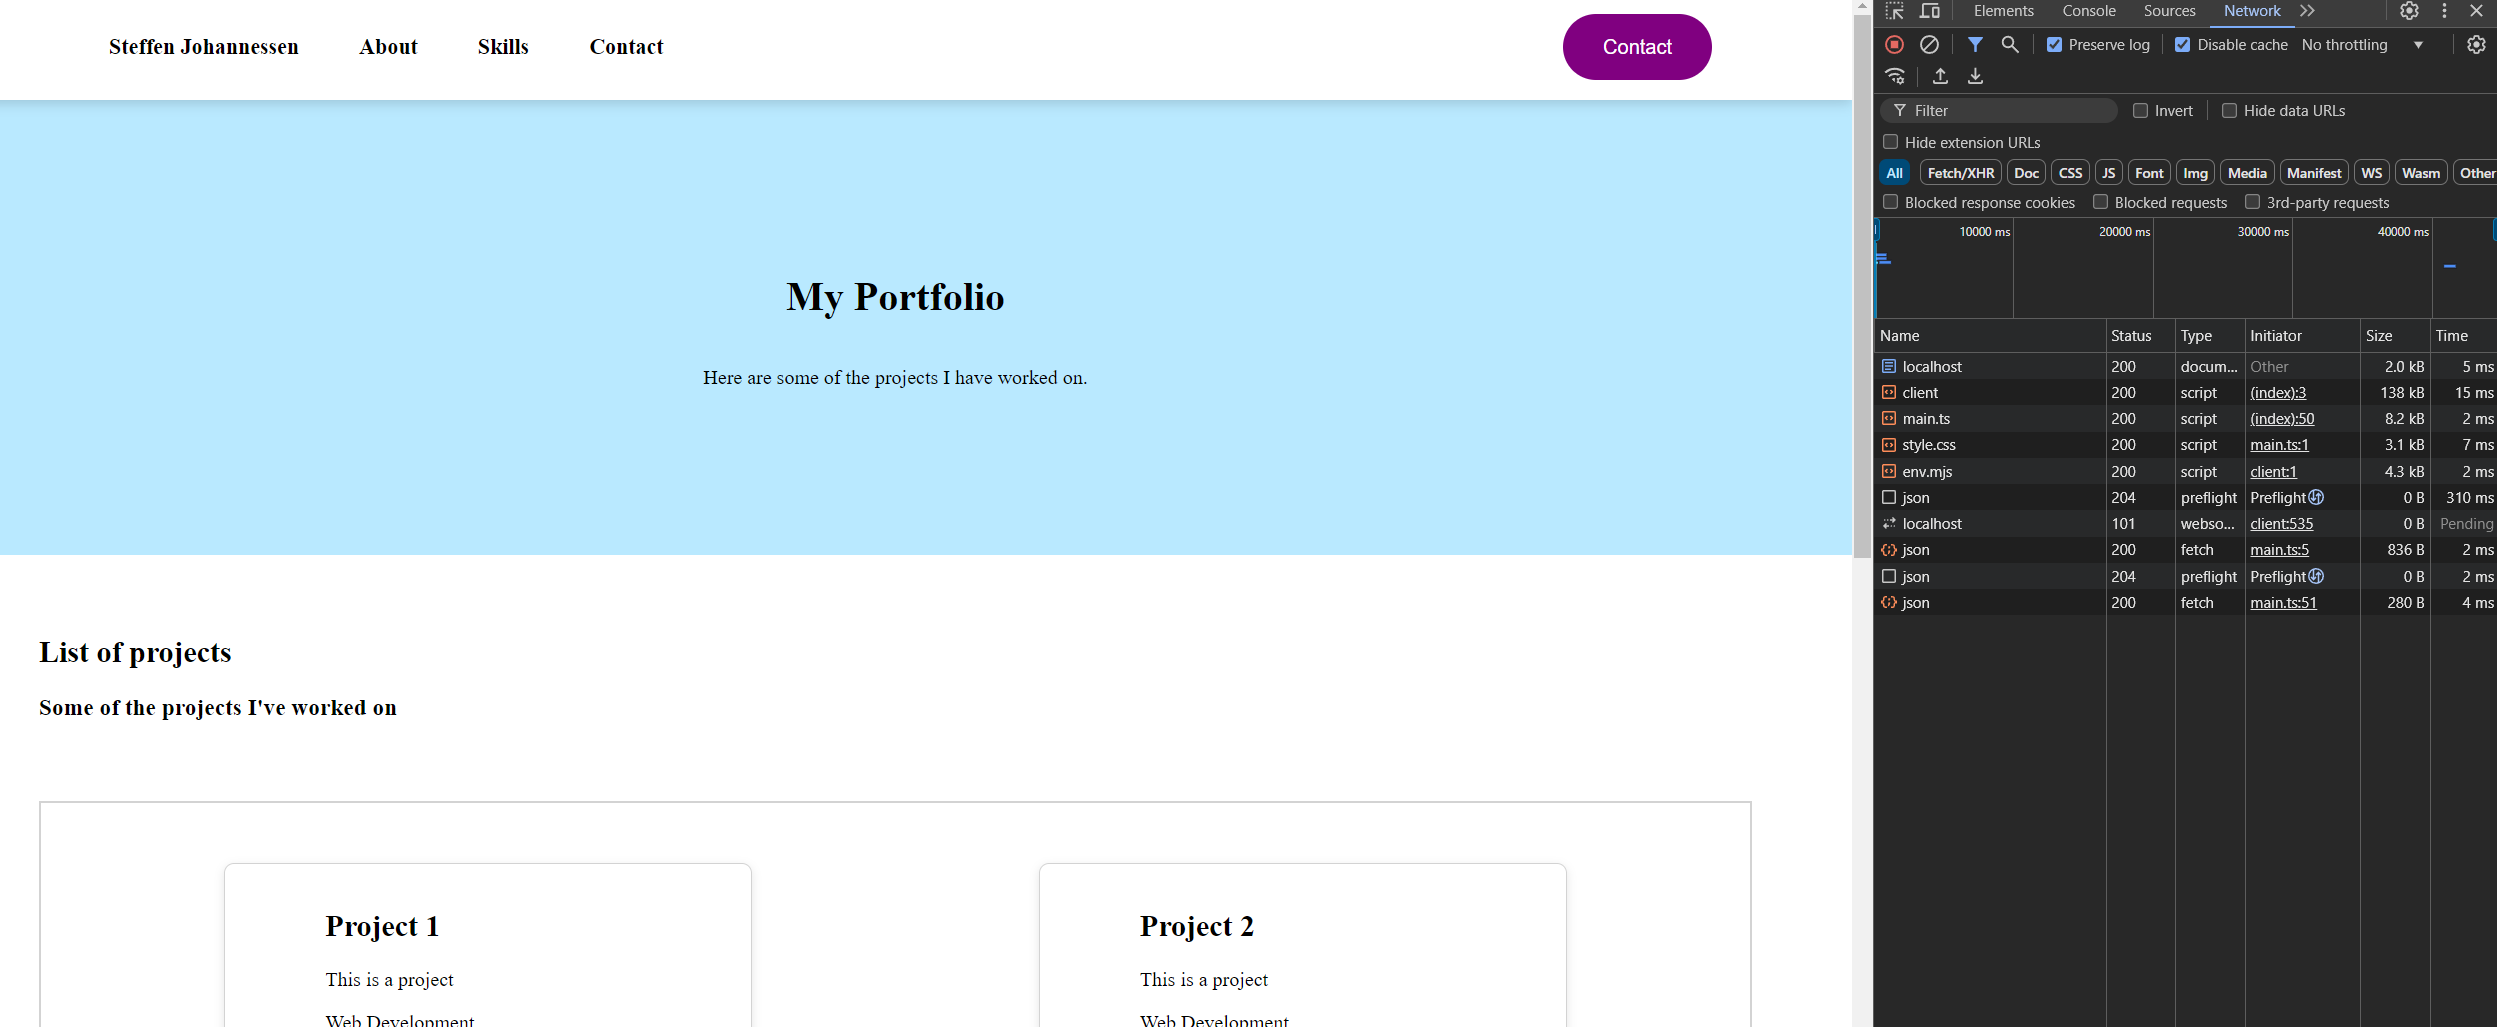 Steffen Johannessen About Skills Contact Contact
My Portfolio
Here are some of the projects I have worked on.
List of projects
Some of the projects I've worked on
Project 1
This is a project
Web Development
Project 2
This is a project
Web Development
Elements Console Sources Network
Preserve log Disable cache No throttling
Filter Invert Hide data URLs
Hide extension URLs
All Fetch/XHR Doc CSS JS Font Img Media Manifest WS Wasm Other
Blocked response cookies Blocked requests 3rd-party requests
10000 ms 20000 ms 30000 ms 40000 ms
Name Status Type Initiator Size Time
localhost 200 docum... Other 2.0 kB 5 ms
client 200 script (index):3 138 kB 15 ms
main.ts 200 script (index):50 8.2 kB 2 ms
style.css 200 script main.ts:1 3.1 kB 7 ms
env.mjs 200 script client:1 4.3 kB 2 ms
json 204 preflight Preflight 0 B 310 ms
localhost 101 webso... client:535 0 B Pending
json 200 fetch main.ts:5 836 B 2 ms
json 204 preflight Preflight 0 B 2 ms
json 200 fetch main.ts:51 280 B 4 ms